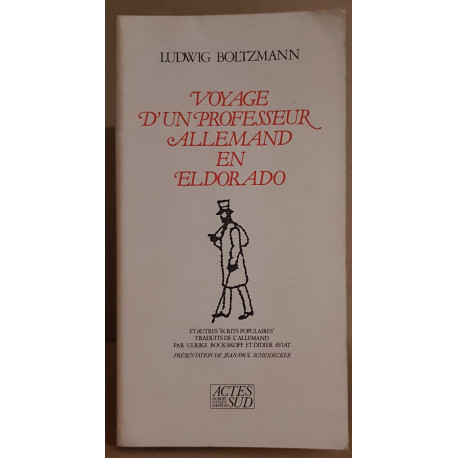 LUDWIG BOLTZMANN
VOYAGE
D'UN PROFESSEUR
ALLEMAND
EN
ELDORADO
ET AUTRES "ÉCRITS POPULAIRES"
TRADUITS DE L'ALLEMAND
PAR ULRIKE BOCKSKOPF ET DIDIER AVIAT
PRÉSENTATION DE JEAN-PAUL SCHEIDECKER
ACTES
SUD